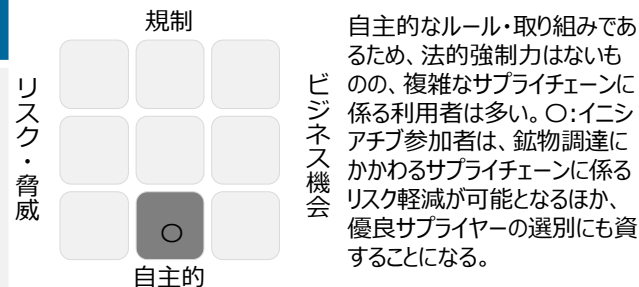 規制
リスク・脅威
〇
ビジネス機会
自主的
自主的なルール・取り組みであ
るため、法的強制力はないも
のの、複雑なサプライチェーンに
係る利用者は多い。〇:イニシ
アチブ参加者は、鉱物調達に
かかわるサプライチェーンに係る
リスク軽減が可能となるほか、
優良サプライヤーの選別にも資
することになる。